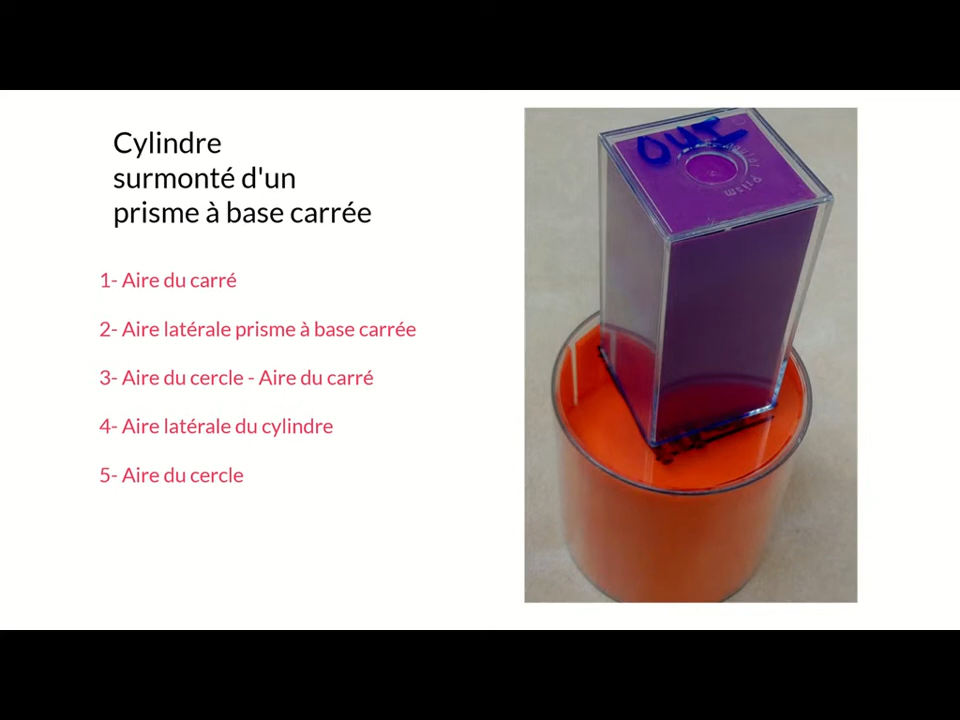 Cylindre
surmonté d'un
prisme à base carrée
1- Aire du carré
2- Aire latérale prisme à base carrée
3- Aire du cercle - Aire du carré
4- Aire latérale du cylindre
5- Aire du cercle
OUI